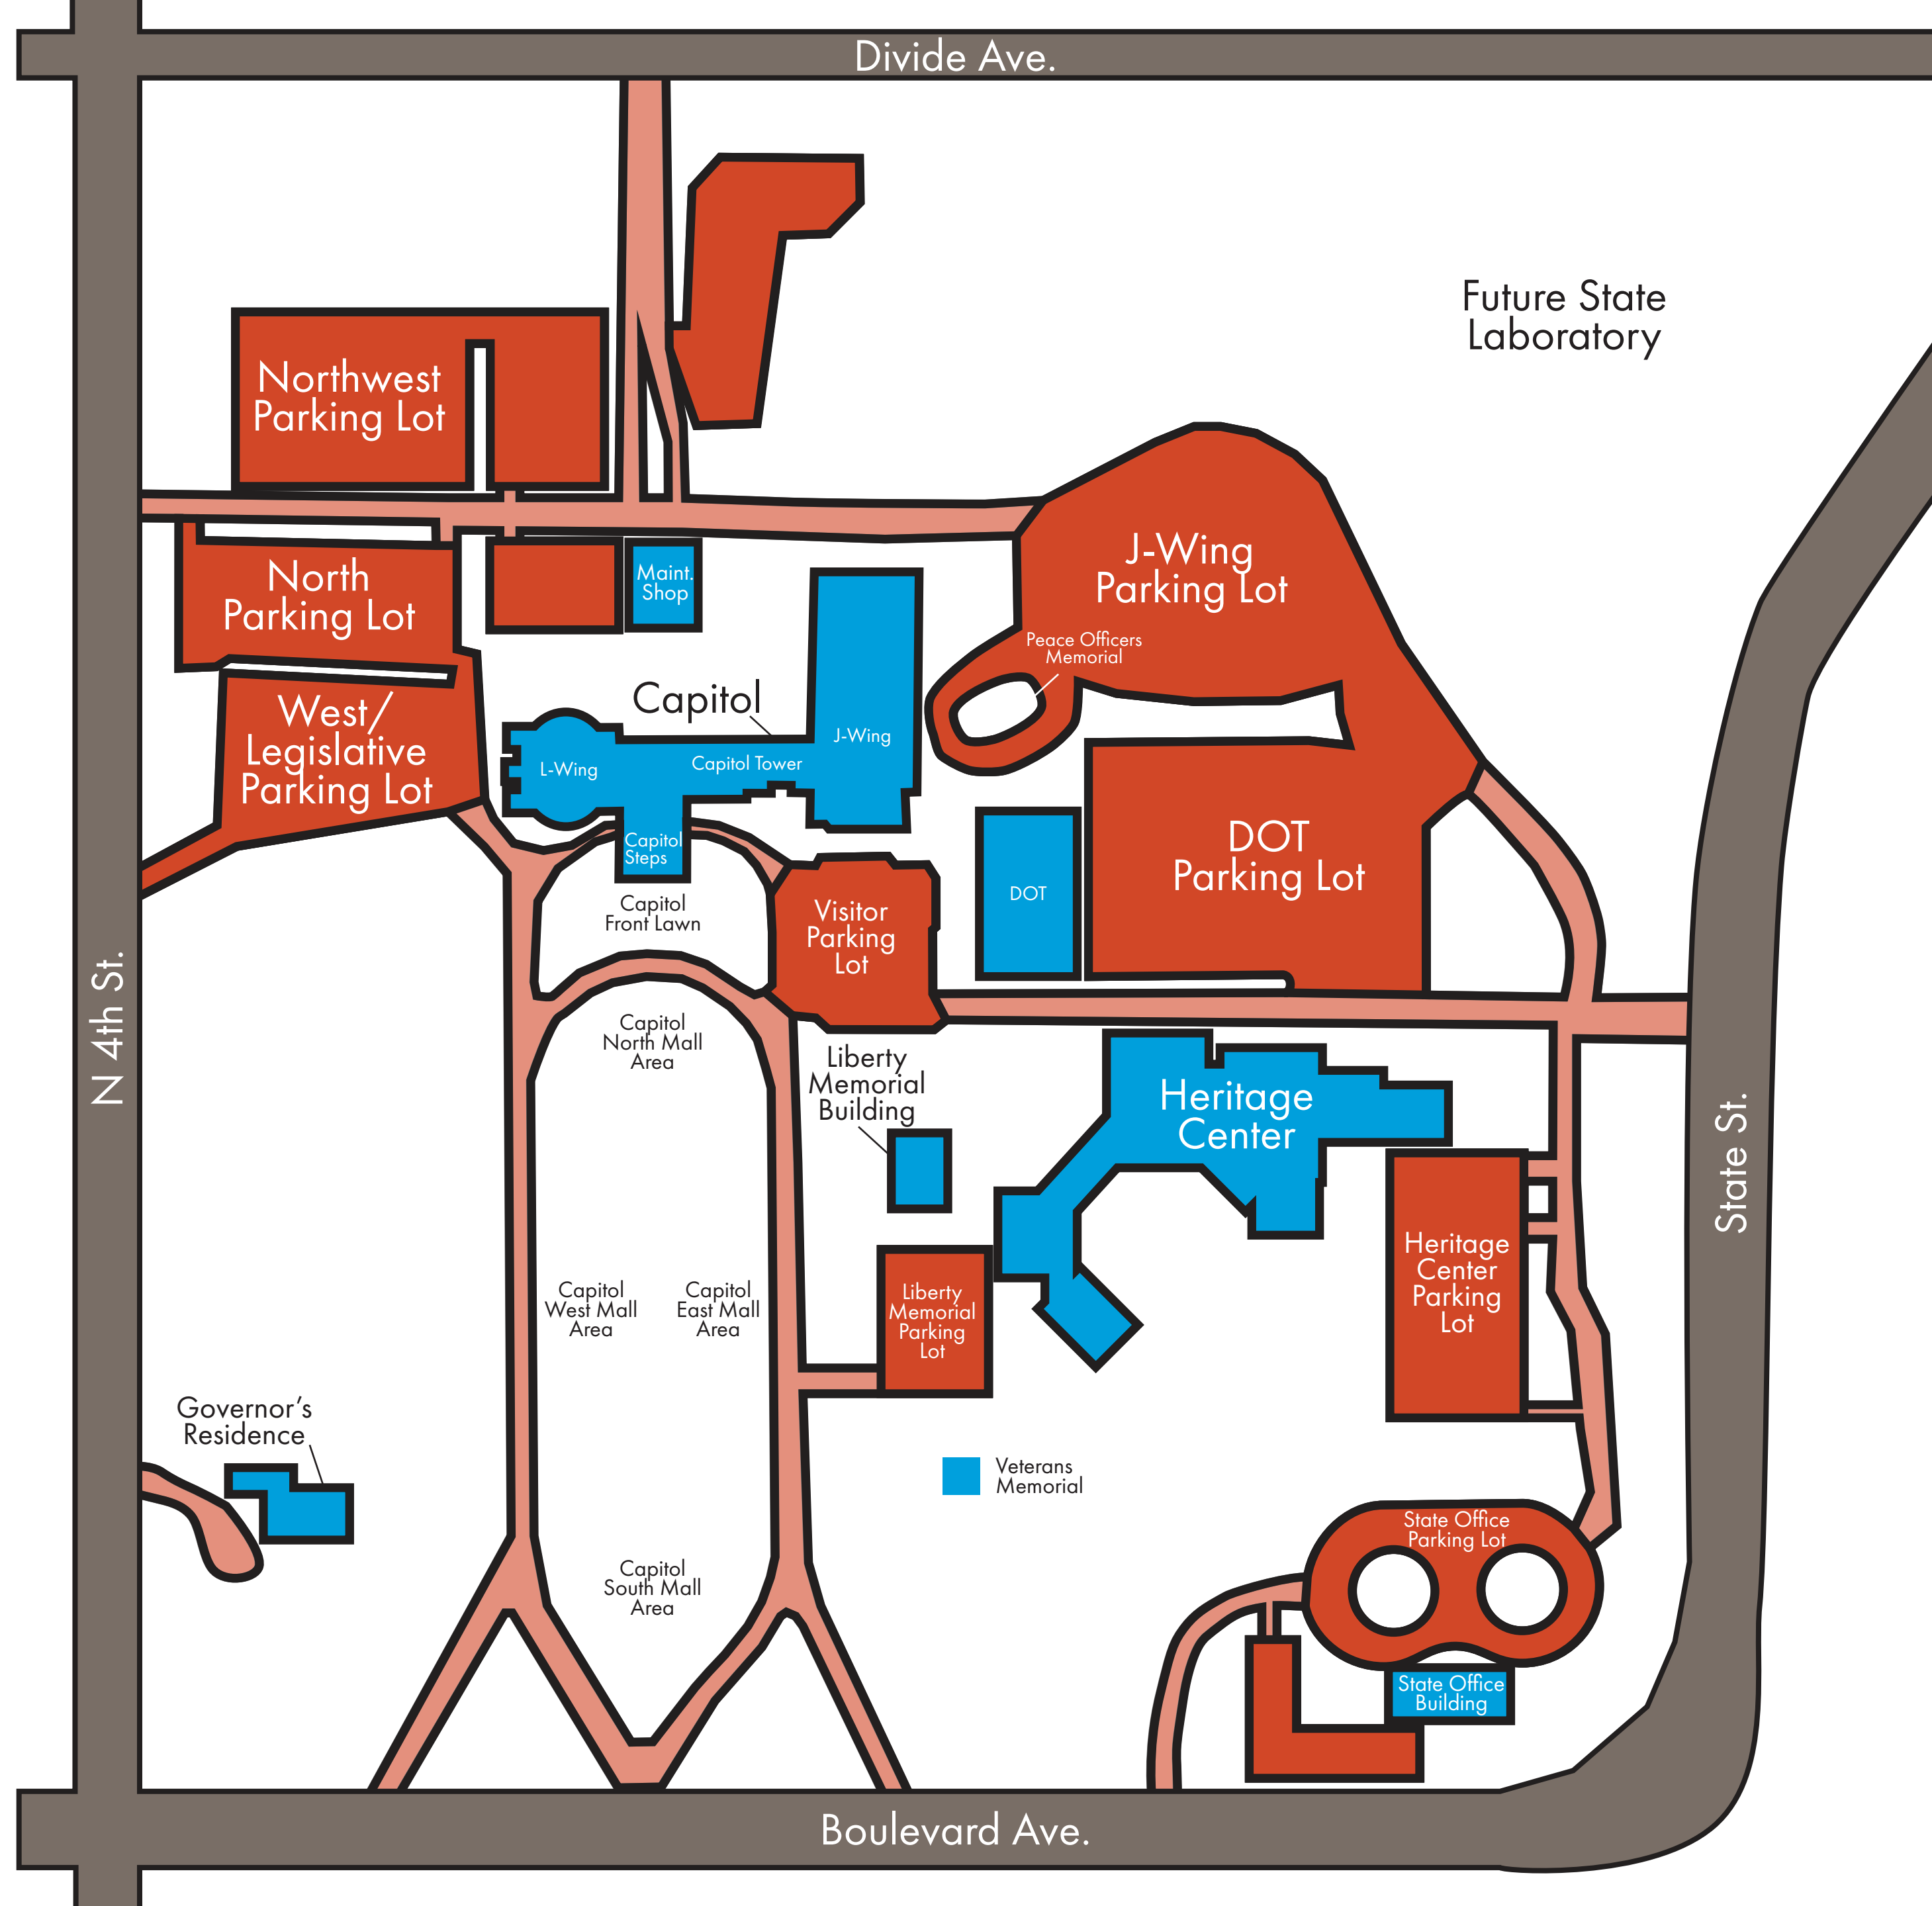 Divide Ave.
Future State
Laboratory
Northwest
Parking Lot
J-Wing
Parking Lot
North
Parking Lot
Maint.
Shop
Peace Officers
Memorial
West/
Legislative
Parking Lot
Capitol
J-Wing
L-Wing
Capitol Tower
Capitol
Steps
DOT
Parking Lot
DOT
Capitol
Front Lawn
Visitor
Parking
Lot
N 4th St.
Capitol
North Mall
Area
Liberty
Memorial
Building
Heritage
Center
State St.
Heritage
Center
Parking
Lot
Capitol
West Mall
Area
Capitol
East Mall
Area
Liberty
Memorial
Parking
Lot
Governor's
Residence
Veterans
Memorial
State Office
Parking Lot
Capitol
South Mall
Area
State Office
Building
Boulevard Ave.